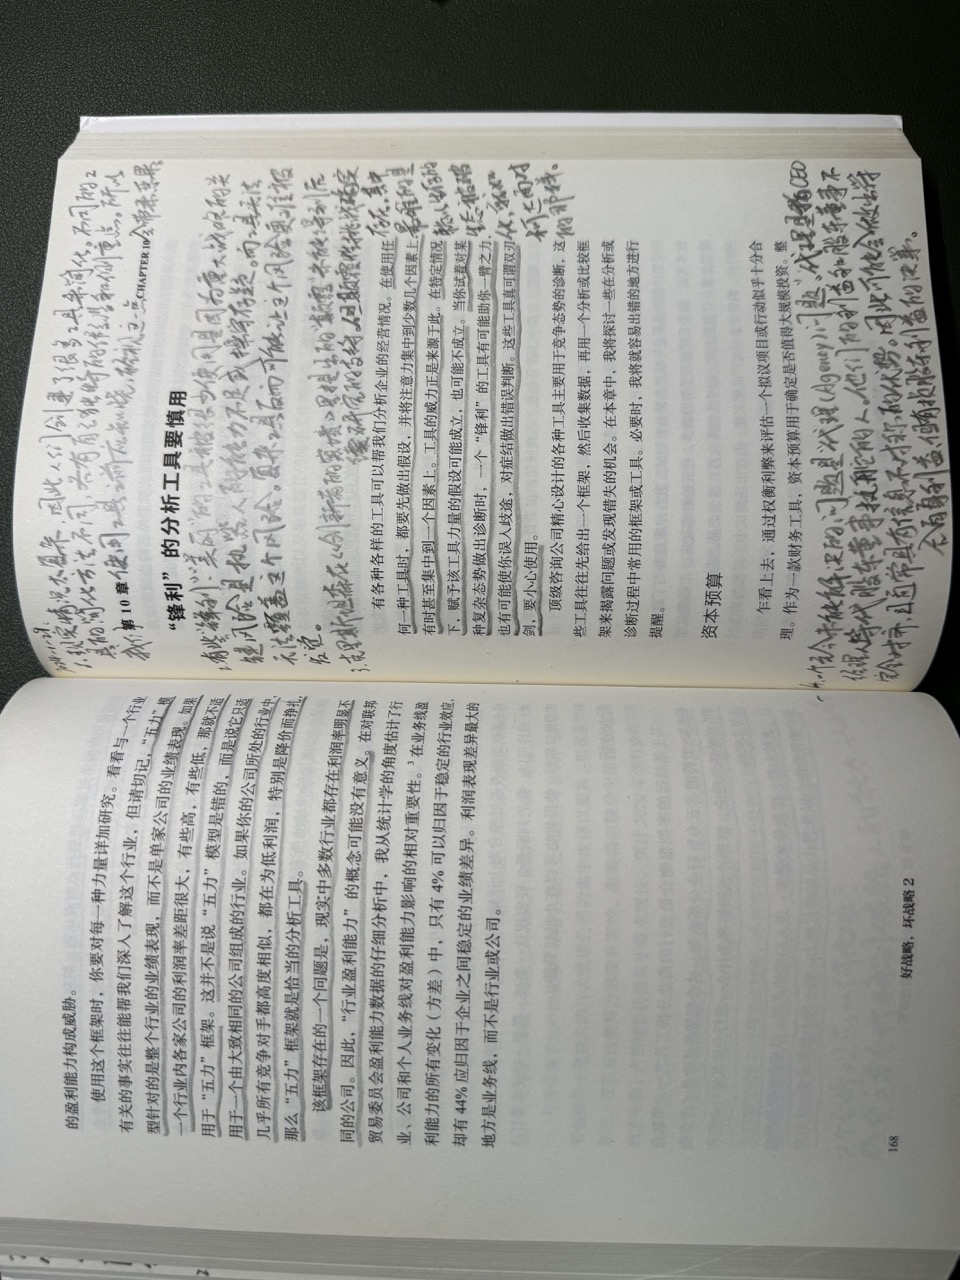 的盈利能力构成威胁。
使用这个框架时，你要对每一种力量详加研究。看看与一个行业
有关的事实往往能帮我们深入了解这个行业，但请切记，“五力”模
型针对的是整个行业的业绩表现，而不是单家公司的业绩表现。如果
一个行业内各家公司的利润率差距很大，有些高，有些低，那就不适
用于“五力”框架。这并不是说“五力”模型是错的，而是说它只适
用于一个由大致相同的公司组成的行业。如果你的公司所处的行业中，
几乎所有竞争对手都高度相似，都在为低利润，特别是降价而挣扎，
那么“五力”框架就是恰当的分析工具。
该框架存在的一个问题是，现实中多数行业都存在利润率明显不
同的公司。因此，“行业盈利能力”的概念可能没有意义。在对联邦
贸易委员会盈利能力数据的仔细分析中，我从统计学的角度估计了行
业、公司和个人业务线对盈利能力影响的相对重要性。3 在业务线盈
利能力的所有变化（方差）中，只有 4% 可以归因于稳定的行业效应，
却有 44% 应归因于企业之间稳定的业绩差异。利润表现差异最大的
地方是业务线，而不是行业或公司。
168
好战略，坏战略 2
2024-1-29.
1. 现实情况太复杂，因此人们创建了很多工具来简化。不同的工
具的简化方法不同，各有自己独特的假设和侧重点。所以
我们 使用工具之前应知晓，忽视这一点 会带来恶果
第 10 章
CHAPTER 10
“锋利”的分析工具要慎用
2. 有些“锋利”“美丽”的工具被很少使用是因为重大战略的关
键风险是执器人的能力不足或操守存疑。而工具无法
无法覆盖这个风险。复杂工具反而可能让这个风险更难被
发觉。
3. 克里斯坦森在《创新者的窘境》里提出的“颠覆”未能得到后
续研究的支持。但颠覆性挑战确实
存在。其中
最难的是
赖以生存的
生态被破
化，就如
柯达面对
的那样。
有各种各样的工具可以帮我们分析企业的经营情况。在使用任
何一种工具时，都要先做出假设，并将注意力集中到少数几个因素上，
有时甚至集中到一个因素上。工具的威力正是来源于此。在特定情况
下，赋予该工具力量的假设可能成立，也可能不成立。当你试着对某
种复杂态势做出诊断时，一个“锋利”的工具有可能助你一臂之力，
也有可能使你误入歧途，对症结做出错误判断。这些工具真可谓双刃
剑，要小心使用。
顶级咨询公司精心设计的各种工具主要用于竞争态势的诊断，这
些工具往往先给出一个框架，然后收集数据，再用一个分析或比较框
架来揭露问题或发现错失的机会。在本章中，我将探讨一些在分析或
诊断过程中常用的框架或工具。必要时，我将就容易出错的地方进行
提醒。
资本预算
乍看上去，通过权衡利弊来评估一个拟议项目或行动似乎十分合
理。作为一款财务工具，资本预算用于确定是否值得大规模投资。整
4. 一个至今未能解决的问题是“代理(Agency)问题”。代理是指CEO
经理人等代股东董事执舵的人。他们的利益和股东董事不
完全对齐，且通常具有信息不对称的优势。因此可能会做出符
合自身利益，但有损股东利益的决策。